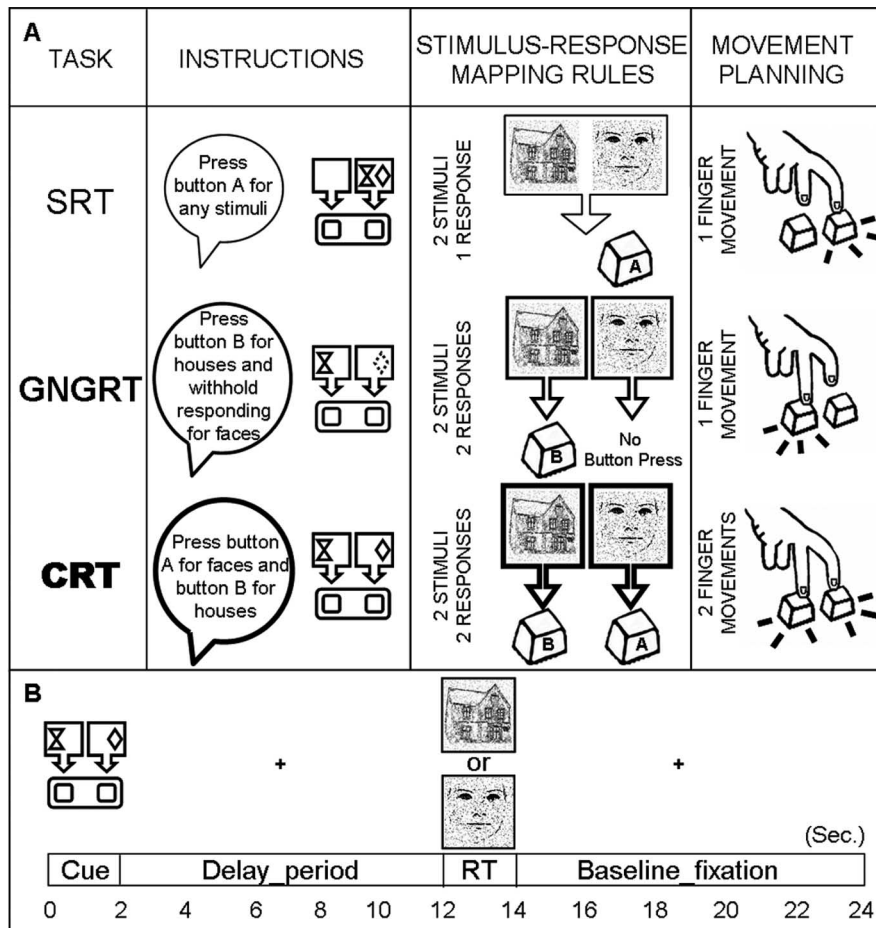 A
TASK
INSTRUCTIONS
STIMULUS-RESPONSE
MAPPING RULES
MOVEMENT
PLANNING
SRT
Press
button A for
any stimuli
2 STIMULI
1 RESPONSE
A
1 FINGER
MOVEMENT
GNGRT
Press
button B for
houses and
withhold
responding
for faces
2 STIMULI
2 RESPONSES
B
No
Button Press
1 FINGER
MOVEMENT
CRT
Press button
A for faces and
button B for
houses
2 STIMULI
2 RESPONSES
B
A
2 FINGER
MOVEMENTS
B
+
or
+
(Sec.)
Cue
Delay_period
RT
Baseline_fixation
0 2 4 6 8 10 12 14 16 18 20 22 24